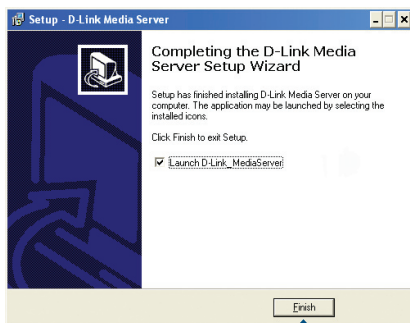 Setup - D-Link Media Server
Completing the D-Link Media
Server Setup Wizard
Setup has finished installing D-Link Media Server on your
computer. The application may be launched by selecting the
installed icons.
Click Finish to exit Setup.
Launch D-Link_MediaServer
Finish